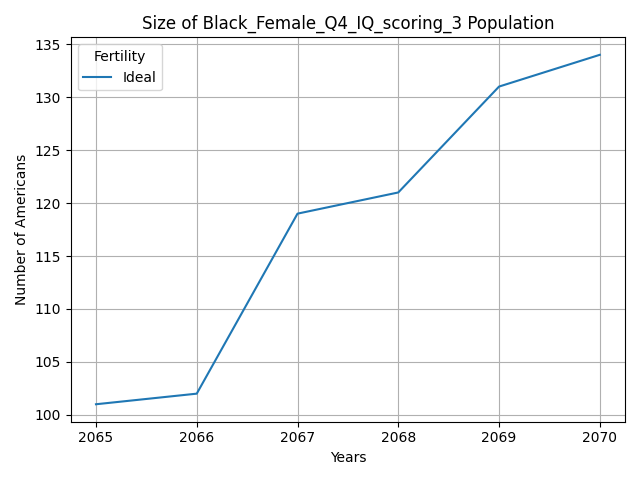 Size of Black_Female_Q4_IQ_scoring_3 Population
Fertility
Ideal
135
130
125
120
115
110
105
100
Number of Americans
2065 2066 2067 2068 2069 2070
Years